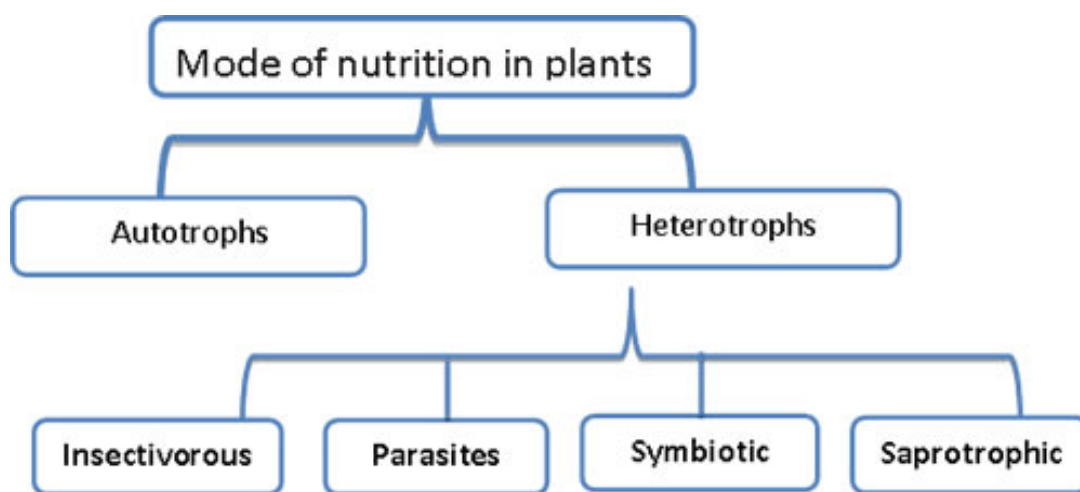 Mode of nutrition in plants
Autotrophs
Heterotrophs
Insectivorous
Parasites
Symbiotic
Saprotrophic